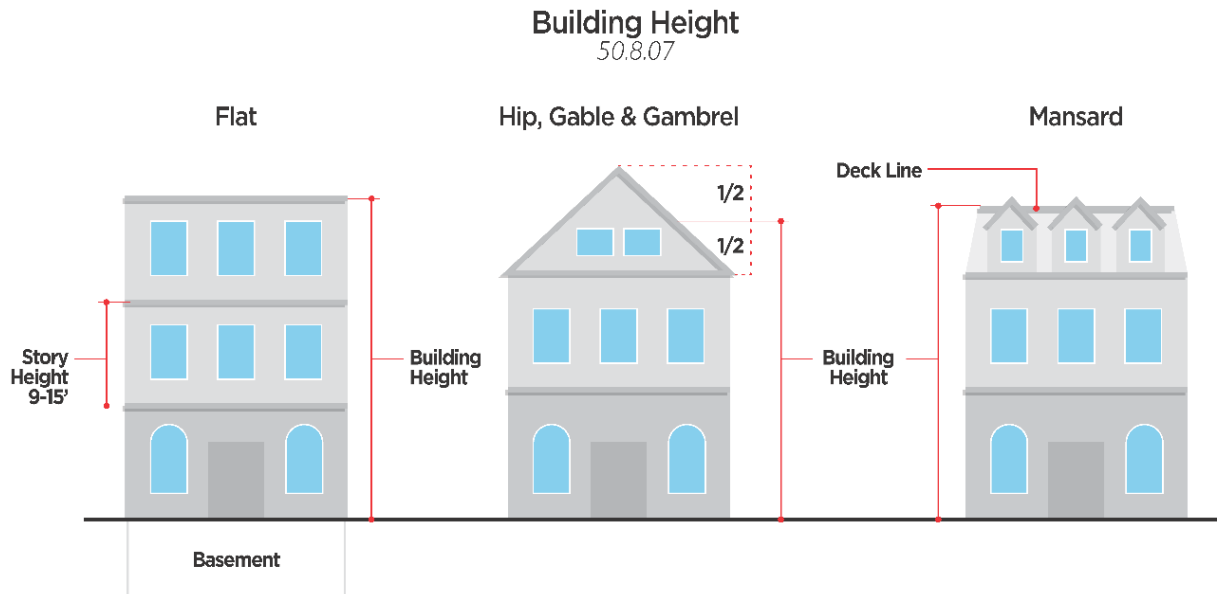 Building Height
50.8.07
Flat
Hip, Gable & Gambrel
Mansard
Deck Line
1/2
1/2
Story
Height
9-15’
Building
Height
Building
Height
Basement